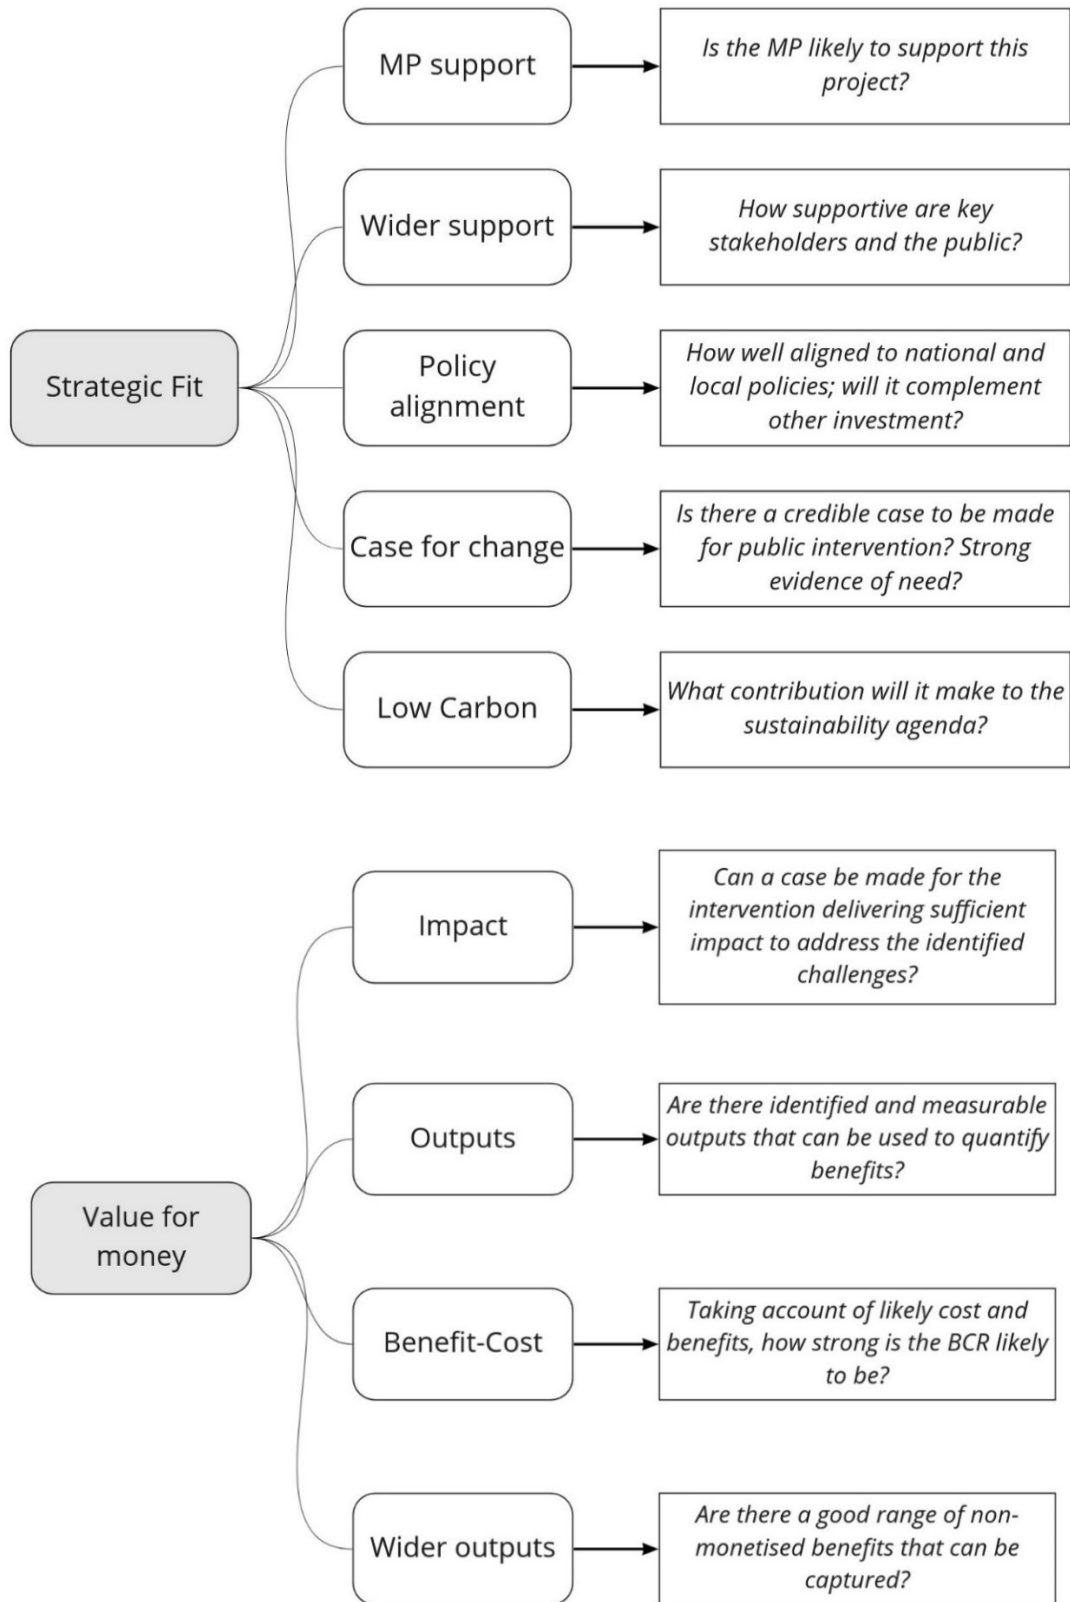 MP support
Is the MP likely to support this
project?
Wider support
How supportive are key
stakeholders and the public?
Strategic Fit
Policy
alignment
How well aligned to national and
local policies; will it complement
other investment?
Case for change
Is there a credible case to be made
for public intervention? Strong
evidence of need?
Low Carbon
What contribution will it make to the
sustainability agenda?
Impact
Can a case be made for the
intervention delivering sufficient
impact to address the identified
challenges?
Outputs
Are there identified and measurable
outputs that can be used to quantify
benefits?
Value for
money
Benefit-Cost
Taking account of likely cost and
benefits, how strong is the BCR likely
to be?
Wider outputs
Are there a good range of non-
monetised benefits that can be
captured?